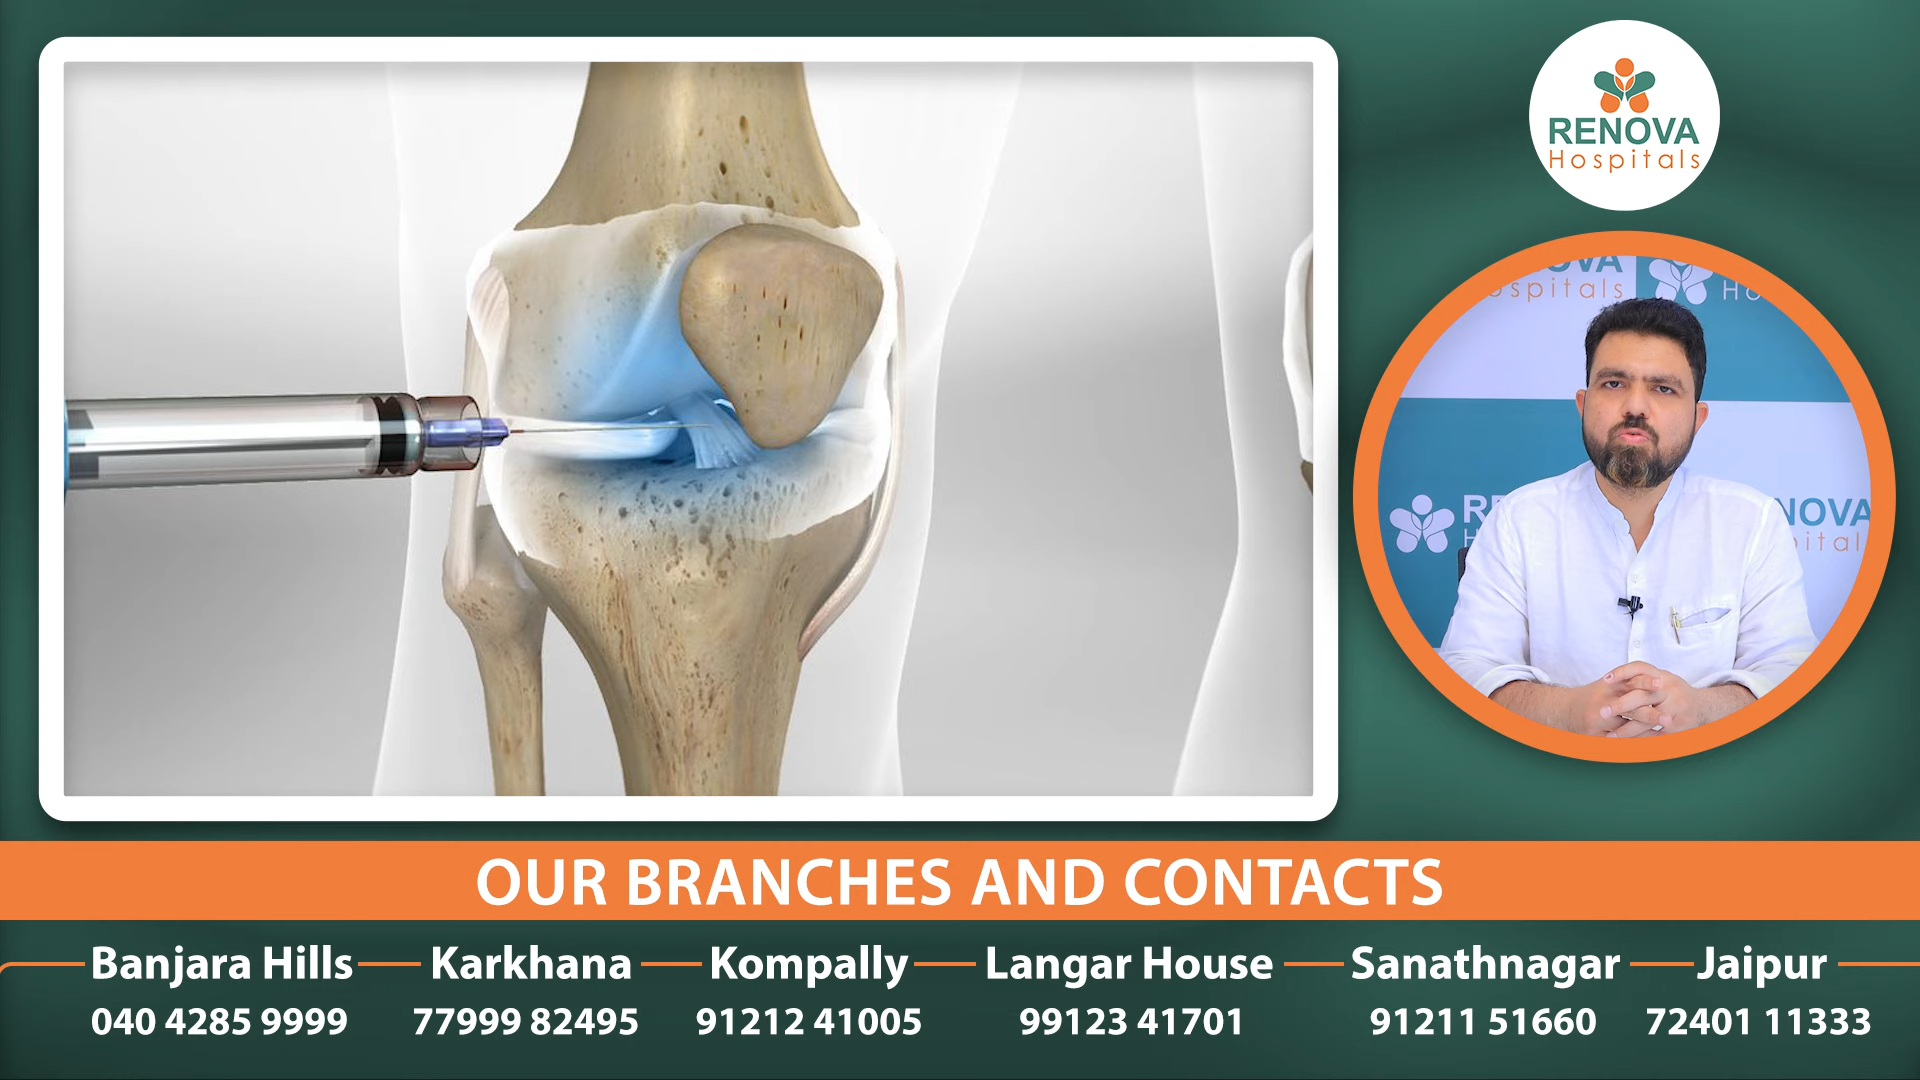 RENOVA
Hospitals
OUR BRANCHES AND CONTACTS
Banjara Hills Karkhana Kompally Langar House Sanathnagar Jaipur
040 4285 9999 77999 82495 91212 41005 99123 41701 91211 51660 72401 11333